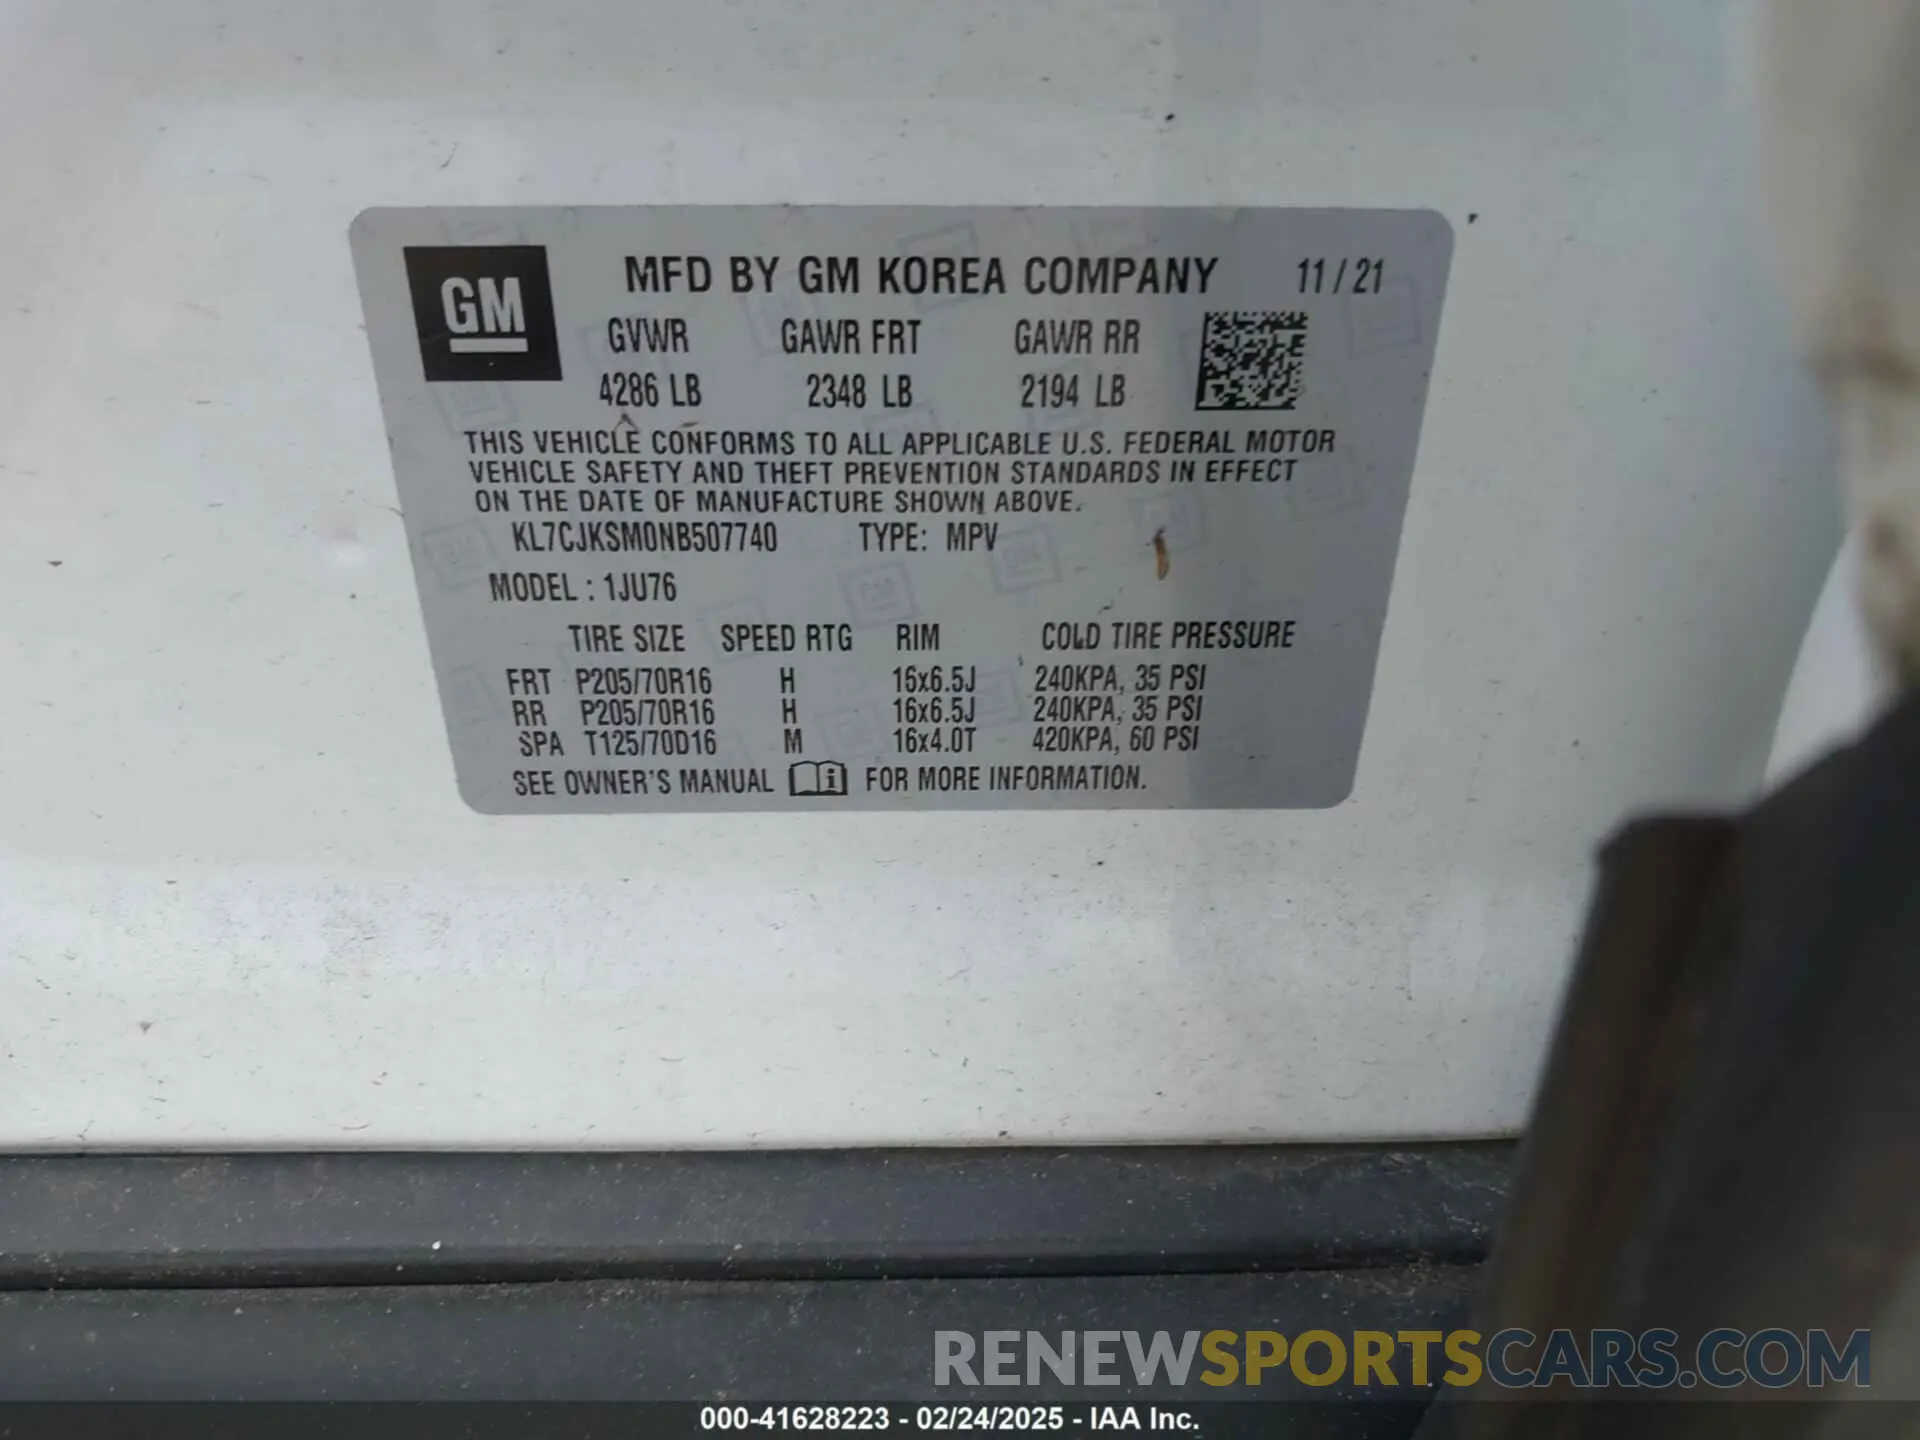 GM
MFD BY GM KOREA COMPANY 11/21
GVWR GAWR FRT GAWR RR
4286 LB 2348 LB 2194 LB
THIS VEHICLE CONFORMS TO ALL APPLICABLE U.S. FEDERAL MOTOR
VEHICLE SAFETY AND THEFT PREVENTION STANDARDS IN EFFECT
ON THE DATE OF MANUFACTURE SHOWN ABOVE.
KL7CJKSM0NB507740 TYPE: MPV
MODEL : 1JU76
TIRE SIZE SPEED RTG RIM COLD TIRE PRESSURE
FRT P205/70R16 H 16x6.5J 240KPA, 35 PSI
RR P205/70R16 H 16x6.5J 240KPA, 35 PSI
SPA T125/70D16 M 16x4.0T 420KPA, 60 PSI
SEE OWNER'S MANUAL i FOR MORE INFORMATION.
RENEWSPORTSCARS.COM
000-41628223 - 02/24/2025 - IAA Inc.